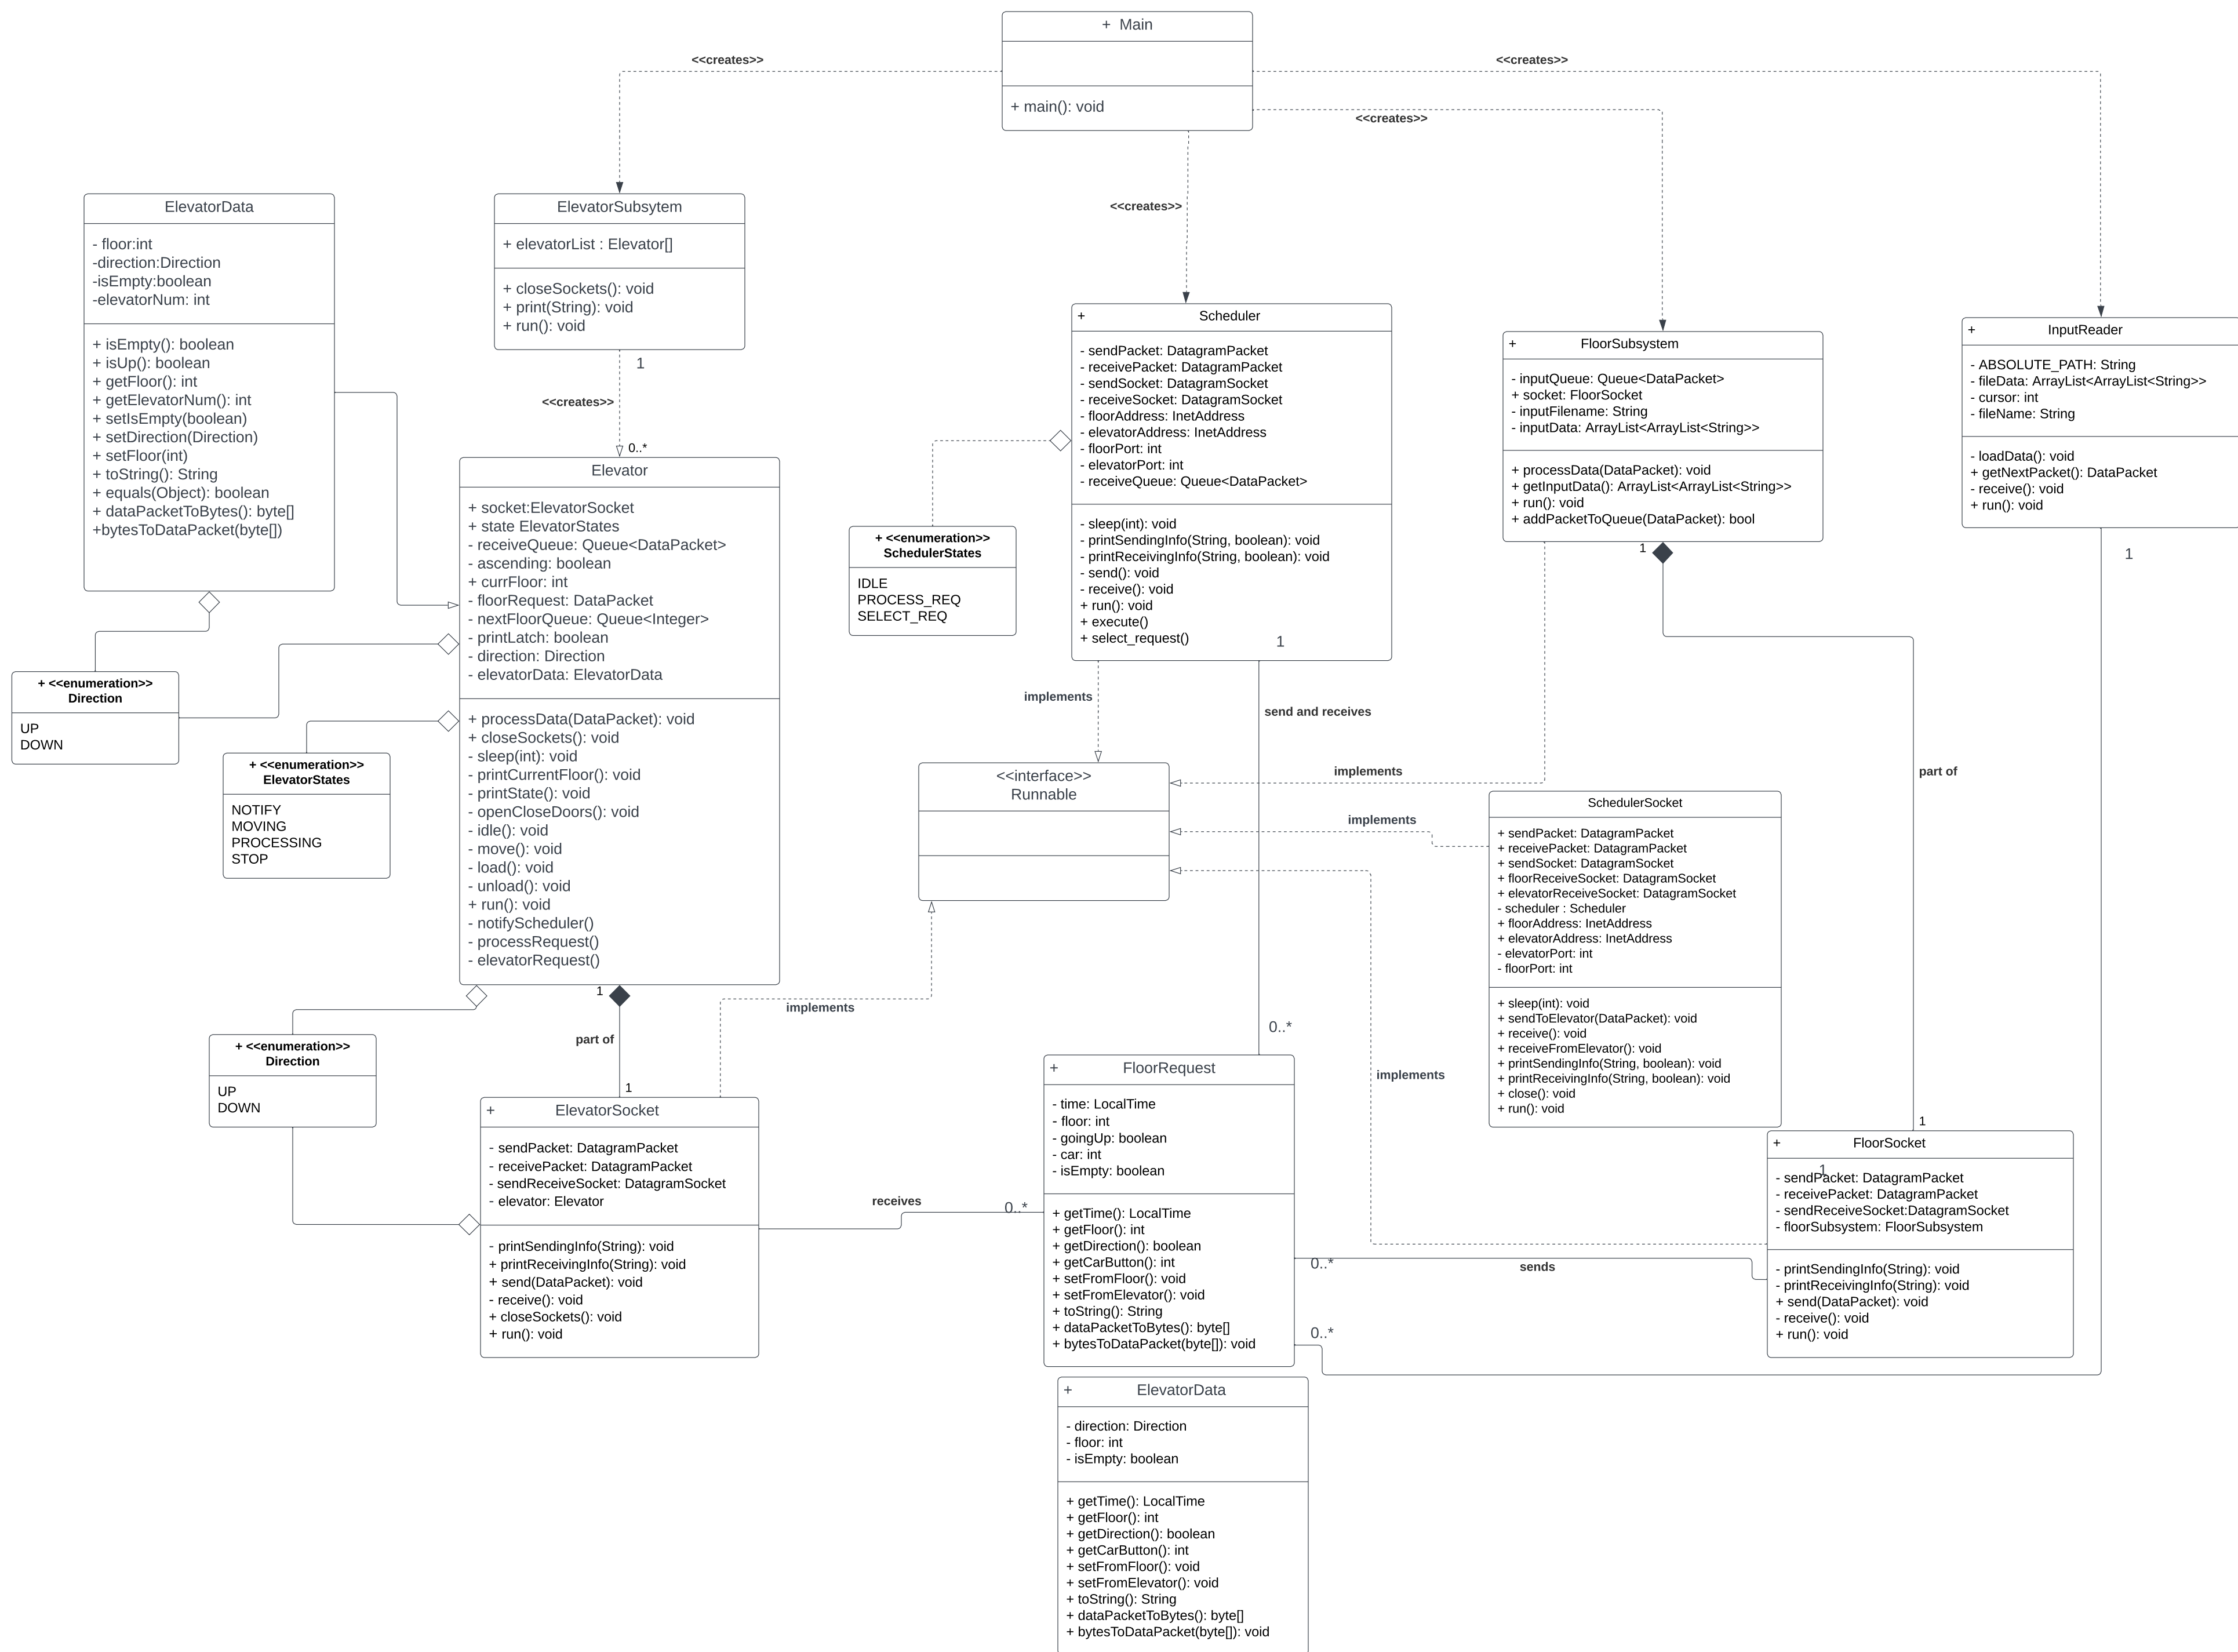 + Main
+ main(): void
<<creates>>
<<creates>>
<<creates>>
<<creates>>
ElevatorData
- floor:int
-direction:Direction
-isEmpty:boolean
-elevatorNum: int
+ isEmpty(): boolean
+ isUp(): boolean
+ getFloor(): int
+ getElevatorNum(): int
+ setIsEmpty(boolean)
+ setDirection(Direction)
+ setFloor(int)
+ toString(): String
+ equals(Object): boolean
+ dataPacketToBytes(): byte[]
+bytesToDataPacket(byte[])
ElevatorSubsytem
+ elevatorList : Elevator[]
+ closeSockets(): void
+ print(String): void
+ run(): void
1
<<creates>>
0..*
Elevator
+ socket:ElevatorSocket
+ state ElevatorStates
- receiveQueue: Queue<DataPacket>
- ascending: boolean
+ currFloor: int
- floorRequest: DataPacket
- nextFloorQueue: Queue<Integer>
- printLatch: boolean
- direction: Direction
- elevatorData: ElevatorData
+ processData(DataPacket): void
+ closeSockets(): void
- sleep(int): void
- printCurrentFloor(): void
- printState(): void
- openCloseDoors(): void
- idle(): void
- move(): void
- load(): void
- unload(): void
+ run(): void
- notifyScheduler()
- processRequest()
- elevatorRequest()
+ <<enumeration>>
Direction
UP
DOWN
+ <<enumeration>>
ElevatorStates
NOTIFY
MOVING
PROCESSING
STOP
+ <<enumeration>>
SchedulerStates
IDLE
PROCESS_REQ
SELECT_REQ
+ Scheduler
- sendPacket: DatagramPacket
- receivePacket: DatagramPacket
- sendSocket: DatagramSocket
- receiveSocket: DatagramSocket
- floorAddress: InetAddress
- elevatorAddress: InetAddress
- floorPort: int
- elevatorPort: int
- receiveQueue: Queue<DataPacket>
- sleep(int): void
- printSendingInfo(String, boolean): void
- printReceivingInfo(String, boolean): void
- send(): void
- receive(): void
+ run(): void
+ execute()
+ select_request()
1
+ FloorSubsystem
- inputQueue: Queue<DataPacket>
+ socket: FloorSocket
- inputFilename: String
- inputData: ArrayList<ArrayList<String>>
+ processData(DataPacket): void
+ getInputData(): ArrayList<ArrayList<String>>
+ run(): void
+ addPacketToQueue(DataPacket): bool
1
+ InputReader
- ABSOLUTE_PATH: String
- fileData: ArrayList<ArrayList<String>>
- cursor: int
- fileName: String
- loadData(): void
+ getNextPacket(): DataPacket
- receive(): void
+ run(): void
1
implements
send and receives
implements
implements
part of
<<interface>>
Runnable
SchedulerSocket
+ sendPacket: DatagramPacket
+ receivePacket: DatagramPacket
+ sendSocket: DatagramSocket
+ floorReceiveSocket: DatagramSocket
+ elevatorReceiveSocket: DatagramSocket
- scheduler : Scheduler
+ floorAddress: InetAddress
+ elevatorAddress: InetAddress
- elevatorPort: int
- floorPort: int
+ sleep(int): void
+ sendToElevator(DataPacket): void
+ receive(): void
+ receiveFromElevator(): void
+ printSendingInfo(String, boolean): void
+ printReceivingInfo(String, boolean): void
+ close(): void
+ run(): void
1
implements
part of
1
0..*
implements
+ <<enumeration>>
Direction
UP
DOWN
+ ElevatorSocket
- sendPacket: DatagramPacket
- receivePacket: DatagramPacket
- sendReceiveSocket: DatagramSocket
- elevator: Elevator
- printSendingInfo(String): void
+ printReceivingInfo(String): void
+ send(DataPacket): void
- receive(): void
+ closeSockets(): void
+ run(): void
receives
0..*
+ FloorRequest
- time: LocalTime
- floor: int
- goingUp: boolean
- car: int
- isEmpty: boolean
+ getTime(): LocalTime
+ getFloor(): int
+ getDirection(): boolean
+ getCarButton(): int
+ setFromFloor(): void
+ setFromElevator(): void
+ toString(): String
+ dataPacketToBytes(): byte[]
+ bytesToDataPacket(byte[]): void
0..*
sends
0..*
1
+ FloorSocket
1
- sendPacket: DatagramPacket
- receivePacket: DatagramPacket
- sendReceiveSocket:DatagramSocket
- floorSubsystem: FloorSubsystem
- printSendingInfo(String): void
- printReceivingInfo(String): void
+ send(DataPacket): void
- receive(): void
+ run(): void
+ ElevatorData
- direction: Direction
- floor: int
- isEmpty: boolean
+ getTime(): LocalTime
+ getFloor(): int
+ getDirection(): boolean
+ getCarButton(): int
+ setFromFloor(): void
+ setFromElevator(): void
+ toString(): String
+ dataPacketToBytes(): byte[]
+ bytesToDataPacket(byte[]): void